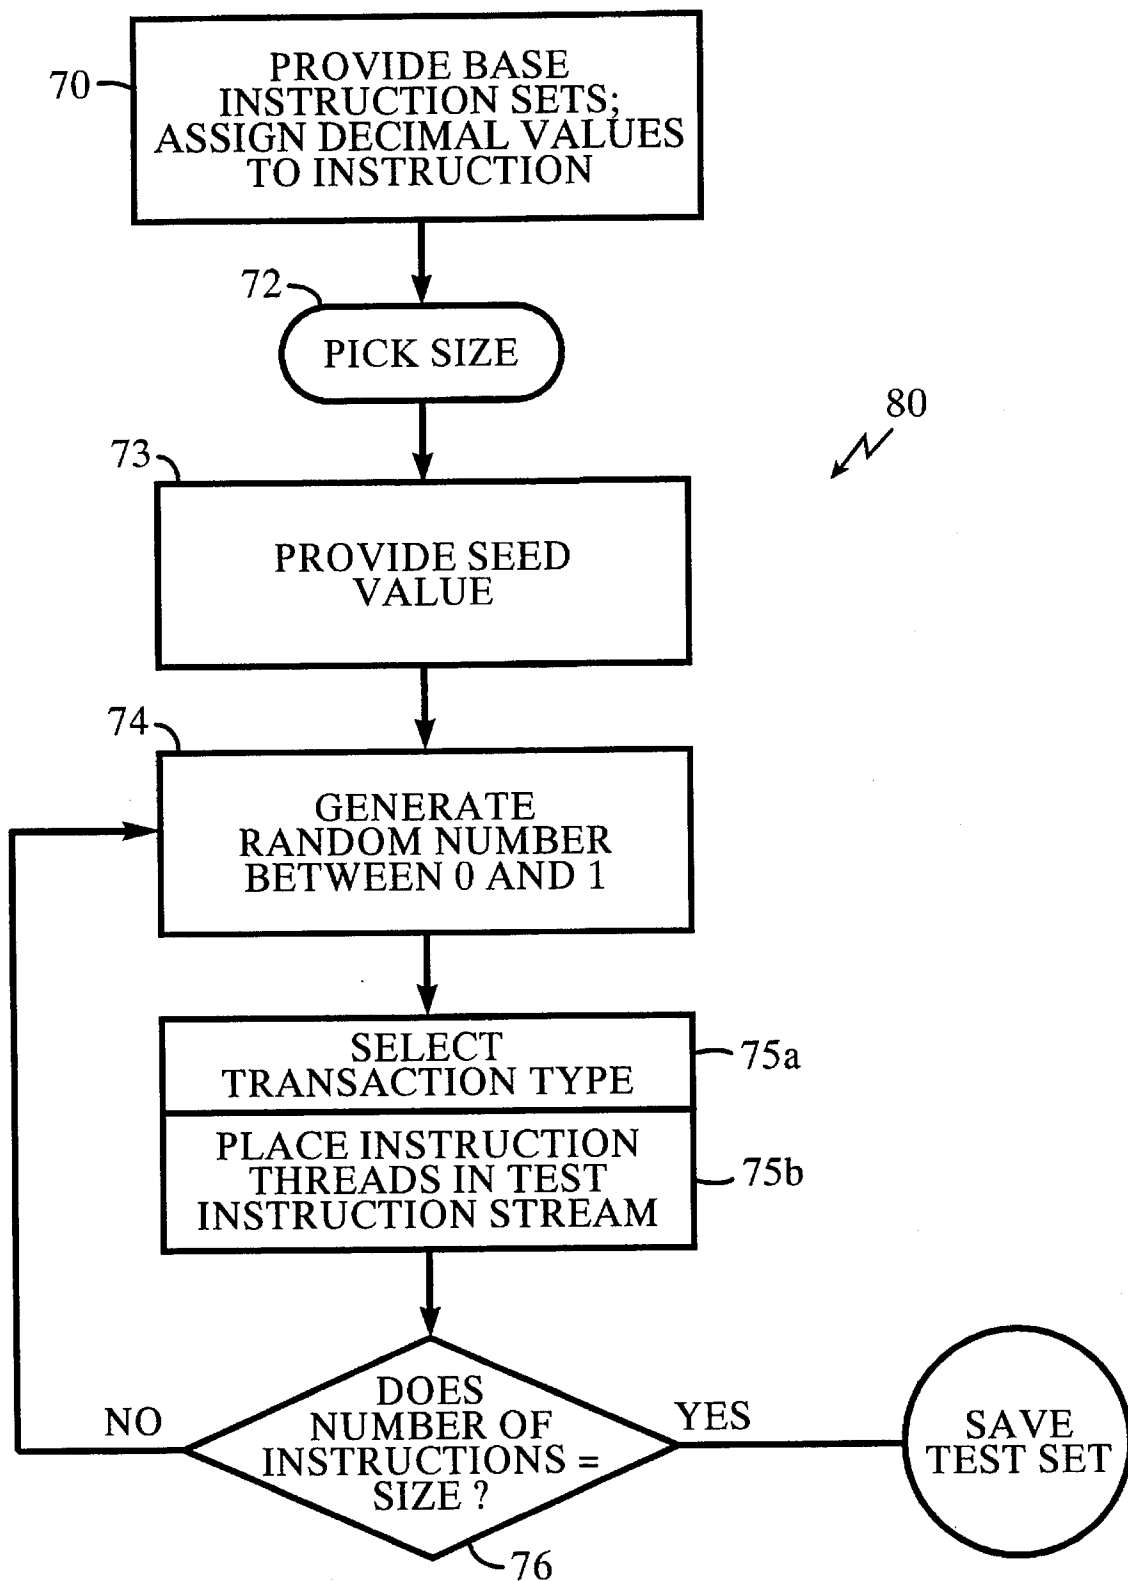 70
PROVIDE BASE
INSTRUCTION SETS;
ASSIGN DECIMAL VALUES
TO INSTRUCTION
72
PICK SIZE
80
73
PROVIDE SEED
VALUE
74
GENERATE
RANDOM NUMBER
BETWEEN 0 AND 1
SELECT
TRANSACTION TYPE
75a
PLACE INSTRUCTION
THREADS IN TEST
INSTRUCTION STREAM
75b
DOES
NUMBER OF
INSTRUCTIONS =
SIZE ?
NO
YES
SAVE
TEST SET
76